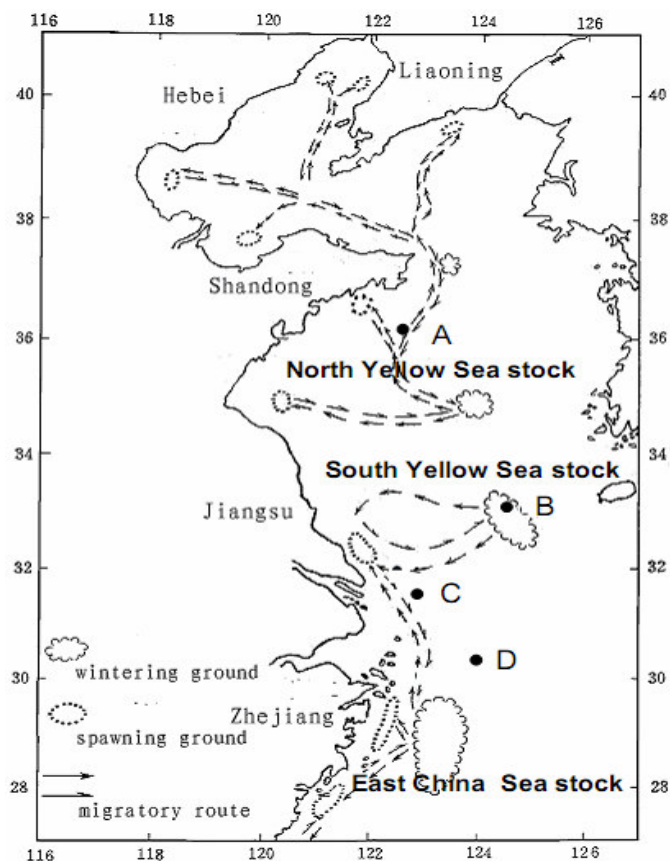 116 118 120 122 124 126
Liaoning
Hebei
40 40
38 38
Shandong
36 A 36
North Yellow Sea stock
34 34
South Yellow Sea stock
Jiangsu B
32 32
C
D
30 30
wintering ground
Zhejiang
spawning ground
28 East China Sea stock 28
migratory route
116 118 120 122 124 126